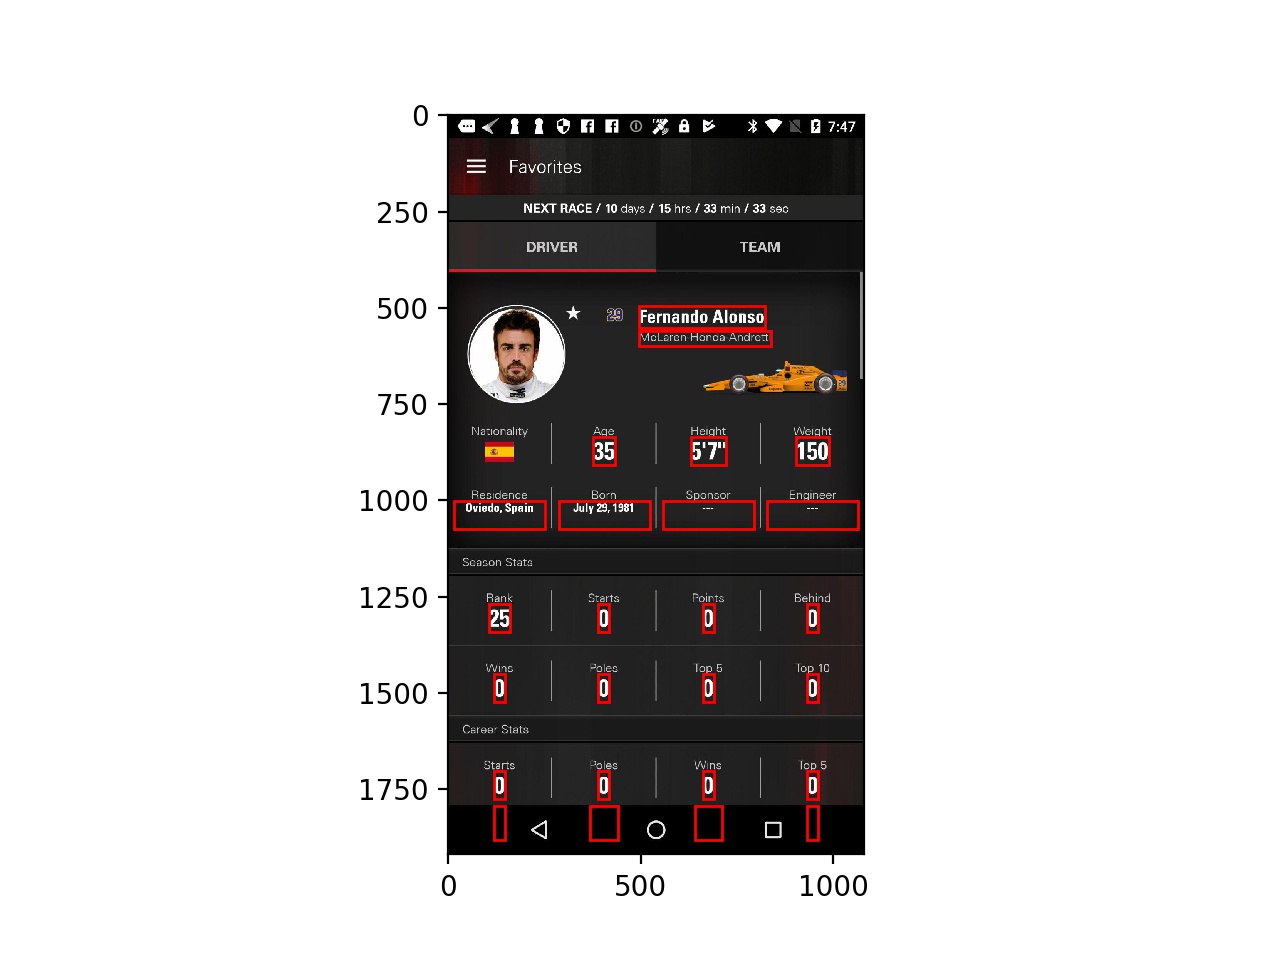 0
250
500
750
1000
1250
1500
1750
0 500 1000
7:47
Favorites
NEXT RACE / 10 days / 15 hrs / 33 min / 33 sec
DRIVER TEAM
29 Fernando Alonso
McLaren-Honda-Andrett
Nationality Age Height Weight
35 5'7" 150
Residence Born Sponsor Engineer
Oviedo, Spain July 29, 1981 --- ---
Season Stats
Rank Starts Points Behind
25 0 0 0
Wins Poles Top 5 Top 10
0 0 0 0
Career Stats
Starts Poles Wins Top 5
0 0 0 0